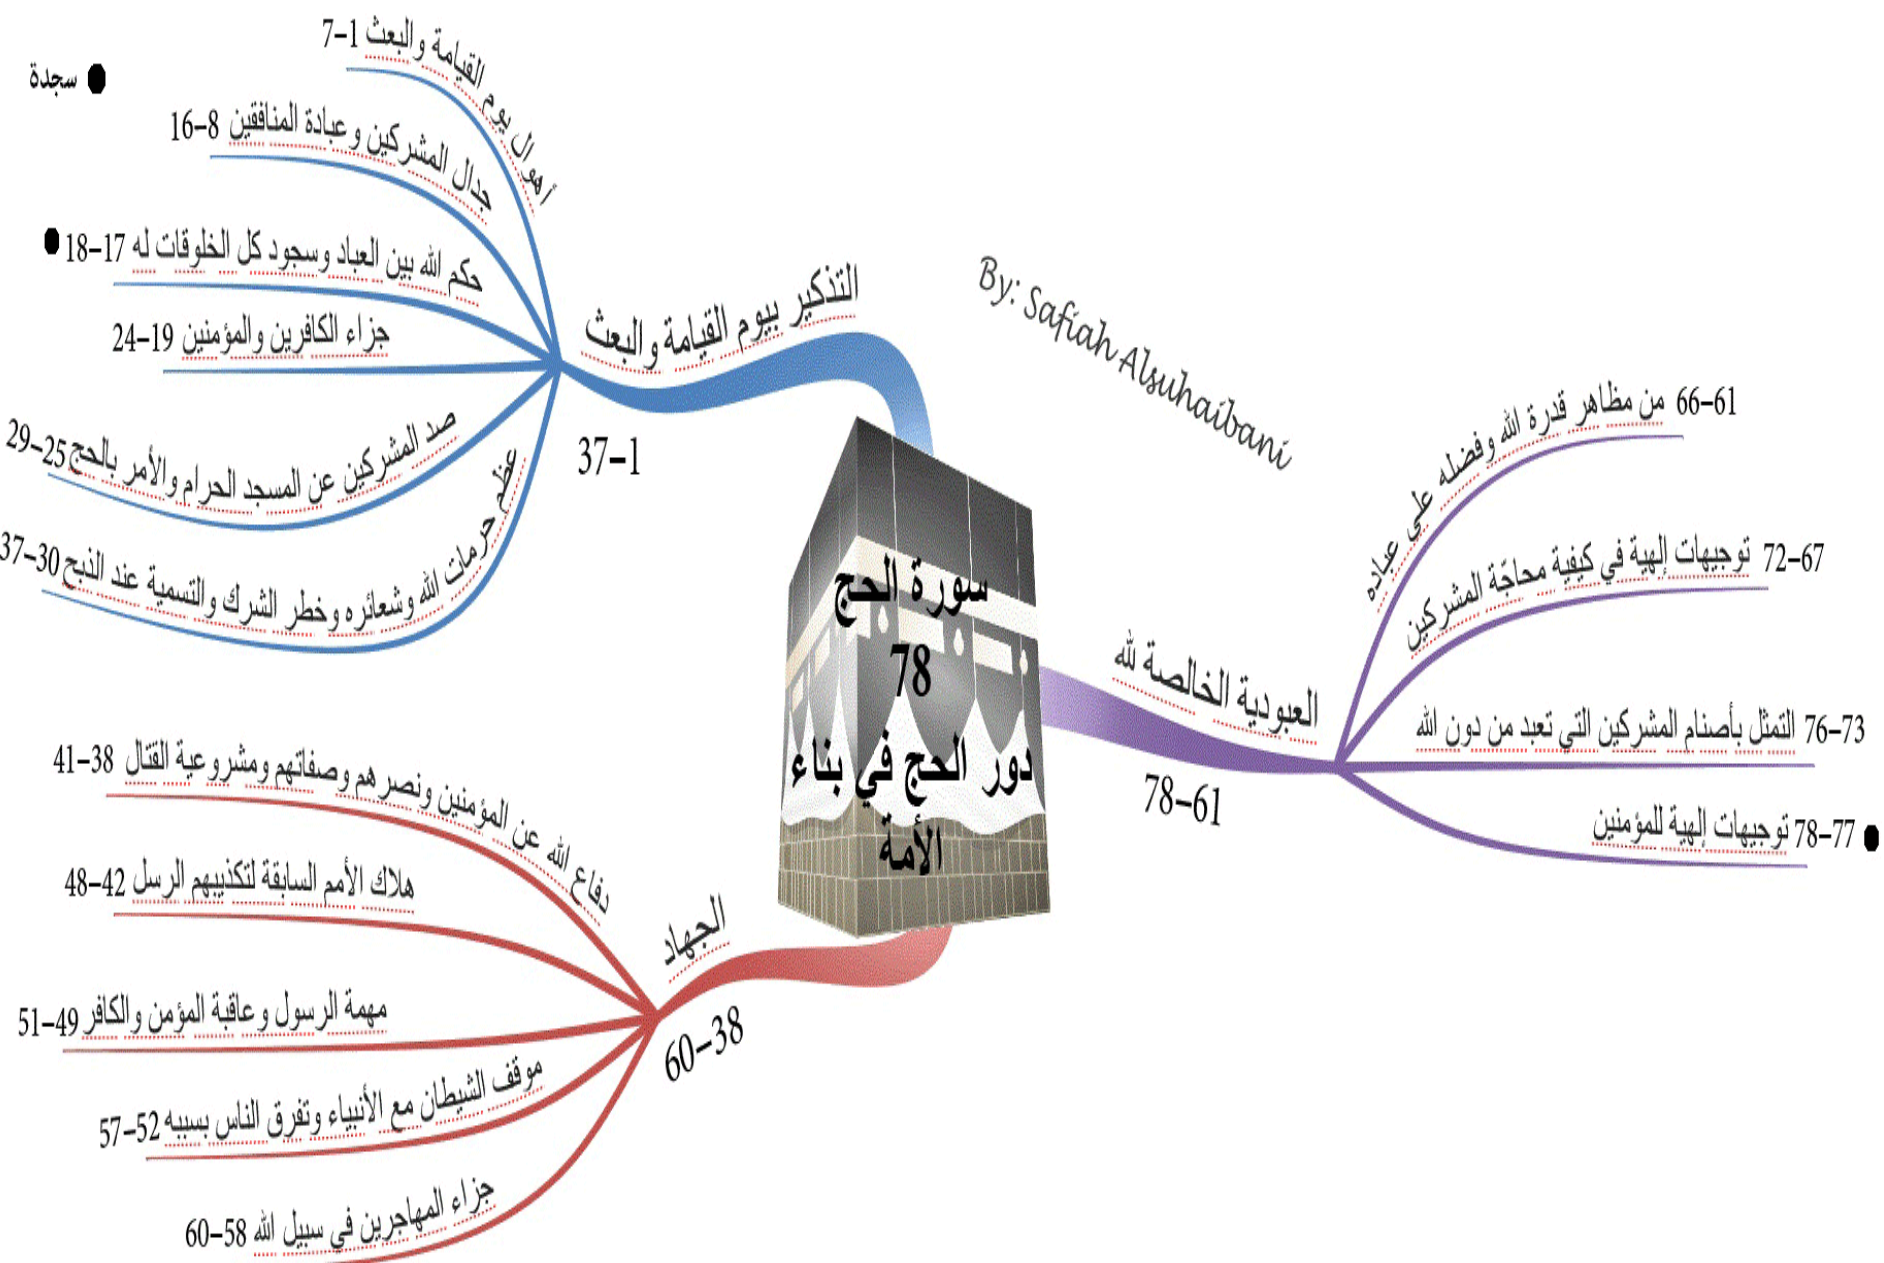 سورة الحج
78
دور الحج في بناء
الأمة
By: Safiah Alsuhaibani
● سجدة
التذكير بيوم القيامة والبعث
37–1
أهوال يوم القيامة والبعث 1–7
جدال المشركين وعبادة المنافقين 8–16
حكم الله بين العباد وسجود كل الخلوقات له 17–18 ●
جزاء الكافرين والمؤمنين 19–24
صد المشركين عن المسجد الحرام والأمر بالحج 25–29
عظم حرمات الله وشعائره وخطر الشرك والتسمية عند الذبح 30–37
الجهاد
60–38
دفاع الله عن المؤمنين ونصرهم وصفاتهم ومشروعية القتال 38–41
هلاك الأمم السابقة لتكذيبهم الرسل 42–48
مهمة الرسول وعاقبة المؤمن والكافر 49–51
موقف الشيطان مع الأنبياء وتفرق الناس بسببه 52–57
جزاء المهاجرين في سبيل الله 58–60
العبودية الخالصة لله
78–61
66–61 من مظاهر قدرة الله وفضله على عباده
72–67 توجيهات إلهية في كيفية محاجّة المشركين
76–73 التمثل بأصنام المشركين التي تعبد من دون الله
● 78–77 توجيهات إلهية للمؤمنين